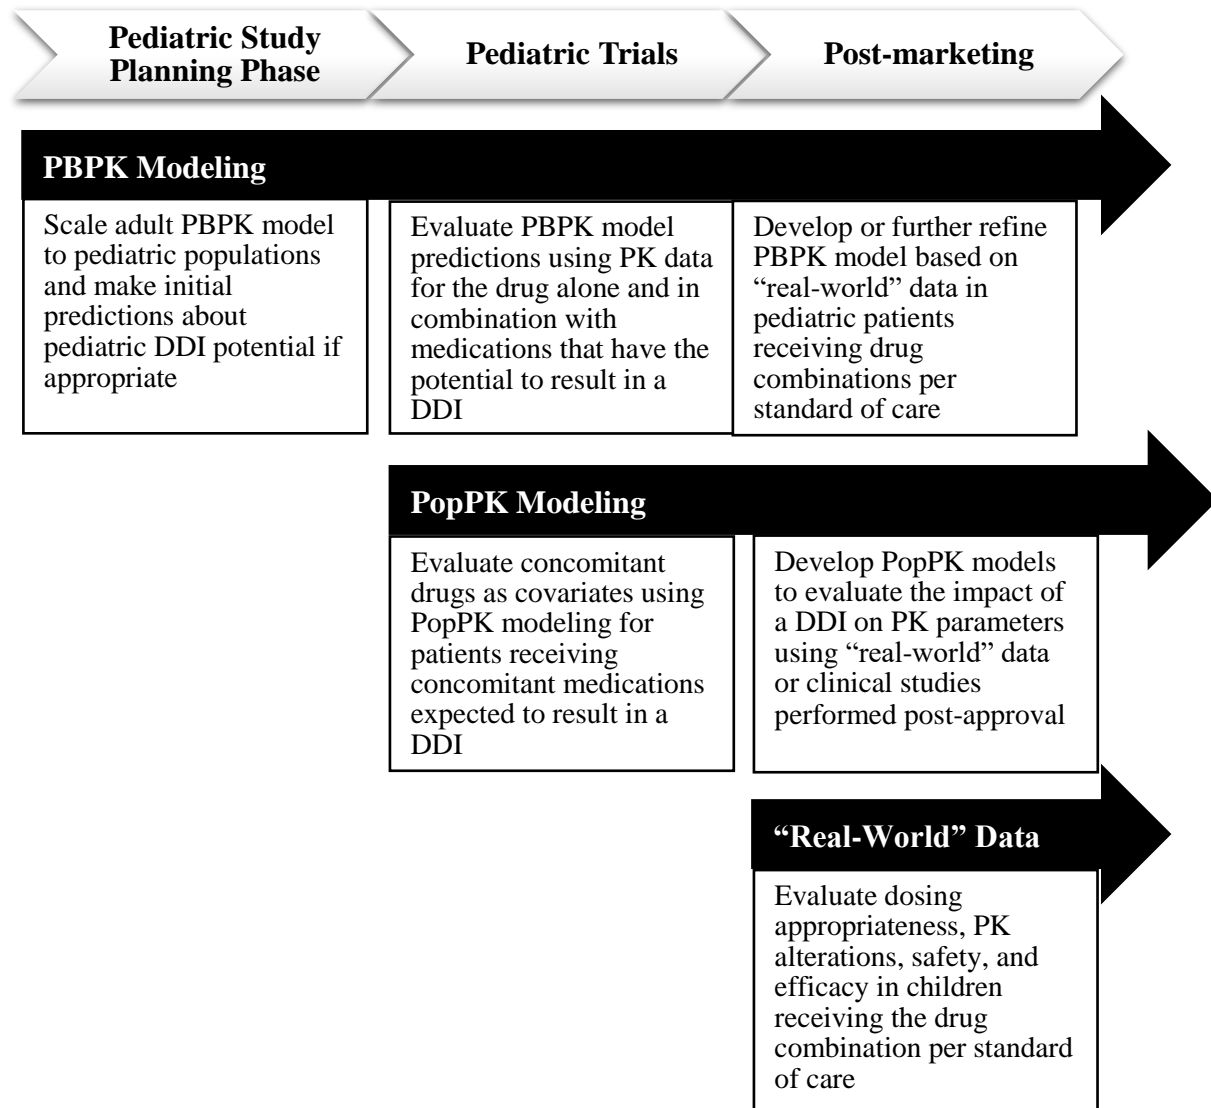 Pediatric Study
Planning Phase
Pediatric Trials
Post-marketing
PBPK Modeling
Scale adult PBPK model
to pediatric populations
and make initial
predictions about
pediatric DDI potential if
appropriate
Evaluate PBPK model
predictions using PK data
for the drug alone and in
combination with
medications that have the
potential to result in a
DDI
Develop or further refine
PBPK model based on
“real-world” data in
pediatric patients
receiving drug
combinations per
standard of care
PopPK Modeling
Evaluate concomitant
drugs as covariates using
PopPK modeling for
patients receiving
concomitant medications
expected to result in a
DDI
Develop PopPK models
to evaluate the impact of
a DDI on PK parameters
using “real-world” data
or clinical studies
performed post-approval
“Real-World” Data
Evaluate dosing
appropriateness, PK
alterations, safety, and
efficacy in children
receiving the drug
combination per standard
of care